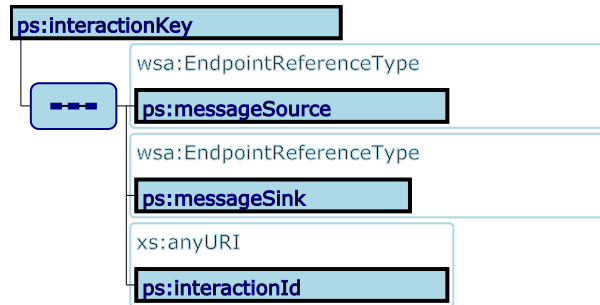 ps:interactionKey
wsa:EndpointReferenceType
ps:messageSource
wsa:EndpointReferenceType
ps:messageSink
xs:anyURI
ps:interactionId